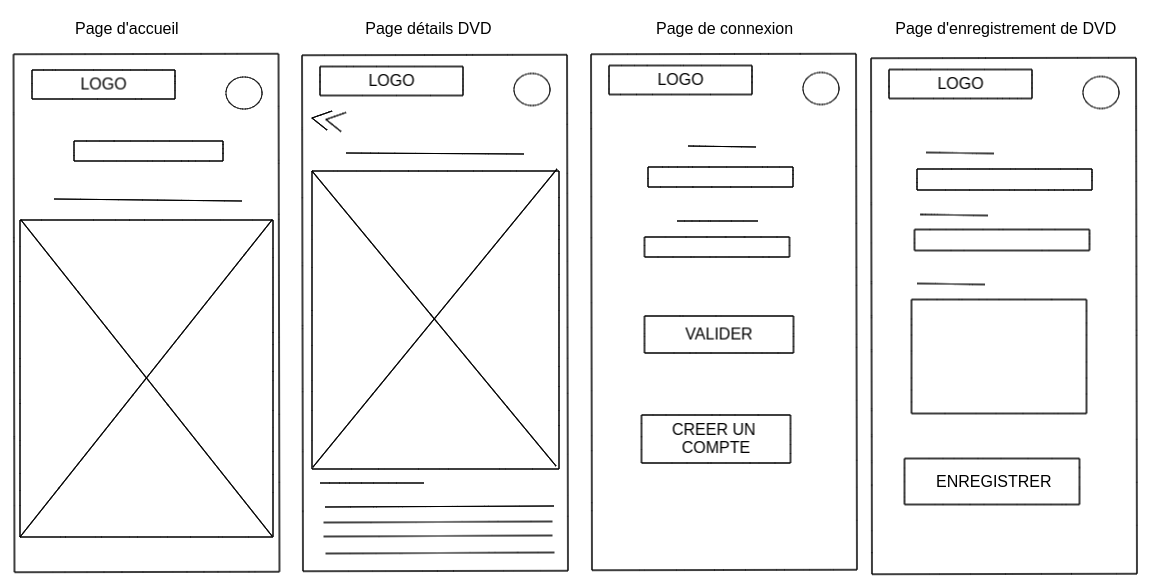 Page d'accueil
Page détails DVD
Page de connexion
Page d'enregistrement de DVD
LOGO
LOGO
LOGO
LOGO
VALIDER
CREER UN
COMPTE
ENREGISTRER